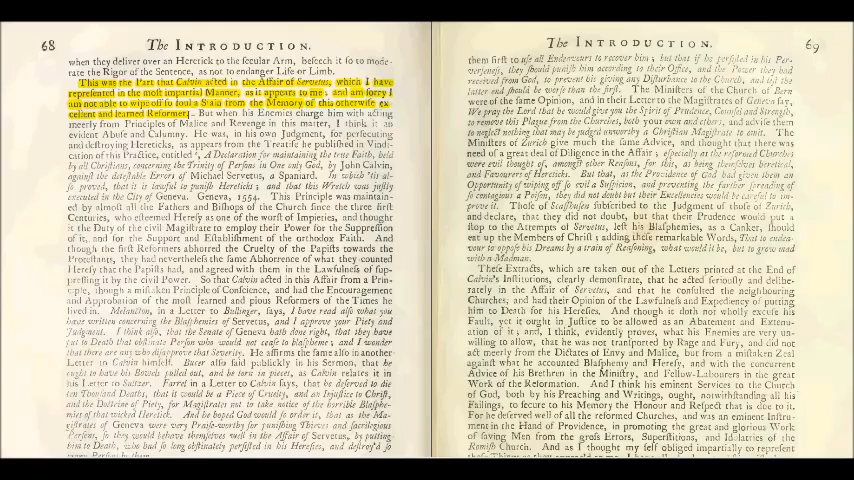 68 The INTRODUCTION.
when they deliver over an Heretick to the secular Arm, beseech it so to mode-
rate the Rigor of the Sentence, as not to endanger Life or Limb.
This was the Part that Calvin acted in the Affair of Servetus, which I have
represented in the most impartial Manner, as it appears to me; and am sorry I
am not able to wipe off so foul a Stain from the Memory of this otherwise ex-
cellent and learned Reformer. But when his Enemies charge him with acting
meerly from Principles of Malice and Revenge in this matter, I think it an
evident Abuse and Calumny. He was, in his own Judgment, for persecuting
and destroying Hereticks, as appears from the Treatise he published in Vindi-
cation of this Practice, entitled, A Declaration for maintaining the true Faith, held
by all Christians, concerning the Trinity of Persons in One only God, by John Calvin,
against the detestable Errors of Michael Servetus, a Spaniard. In which 'tis al-
so proved, that it is lawful to punish Hereticks; and that this Wretch was justly
executed in the City of Geneva. Geneva, 1554. This Principle was maintain-
ed by almost all the Fathers and Bishops of the Church since the three first
Centuries, who esteemed Heresy as one of the worst of Impieties, and thought
it the Duty of the civil Magistrate to employ their Power for the Suppression
of it, and for the Support and Establishment of the orthodox Faith. And
though the first Reformers abhorred the Cruelty of the Papists towards the
Protestants, they had nevertheless the same Abhorrence of what they counted
Heresy that the Papists had, and agreed with them in the Lawfulness of sup-
pressing it by the civil Power. So that Calvin acted in this Affair from a Prin-
ciple, though a mistaken Principle of Conscience, and had the Encouragement
and Approbation of the most learned and pious Reformers of the Times he
lived in. Melancton, in a Letter to Bullinger, says, I have read also what you
have written concerning the Blasphemies of Servetus, and I approve your Piety and
Judgment. I think also, that the Senate of Geneva hath done right, that they have
put to Death that obstinate Person who would not cease to blaspheme; and I wonder
that there are any who disapprove that Severity. He affirms the same also in another
Letter to Calvin himself. Bucer also said publickly in his Sermon, that he
ought to have his Bowels pulled out, and be torn in pieces, as Calvin relates it in
his Letter to Sultzer. Farrel in a Letter to Calvin says, that he deserved to die
ten Thousand Deaths, that it would be a Piece of Cruelty, and an Injustice to Christ,
and the Doctrine of Piety, for Magistrates not to take notice of the horrible Blasphe-
mies of that wicked Heretick. And he hoped God would so order it, that as the Ma-
gistrates of Geneva were very Praise-worthy for punishing Thieves and sacrilegious
Persons, so they would behave themselves well in the Affair of Servetus, by putting
him to Death, who had so long obstinately persisted in his Heresies, and destroy'd so
many Persons by them.
The INTRODUCTION. 69
them first to use all Endeavours to recover him; but that if he persisted in his Per-
verseness, they should punish him according to their Office, and the Power they had
received from God, to prevent his giving any Disturbance to the Church, and lest the
latter end should be worse than the first. The Ministers of the Church of Bern
were of the same Opinion, and in their Letter to the Magistrates of Geneva say,
We pray the Lord that he would give you the Spirit of Prudence, Counsel and Strength,
to remove this Plague from the Churches, both your own and others, and advise them
to neglect nothing that may be judged unworthy a Christian Magistrate to omit. The
Ministers of Zurich give much the same Advice, and thought that there was
need of a great deal of Diligence in the Affair; especially as the reformed Churches
were evil thought of, amongst other Reasons, for this, as being themselves heretical,
and Favourers of Hereticks. But that, as the Providence of God had given them an
Opportunity of wiping off so evil a Suspicion, and preventing the farther spreading of
so contagious a Poison, they did not doubt but their Excellencies would be careful to im-
prove it. Those of Scafhusen subscribed to the Judgment of those of Zurich,
and declare, that they did not doubt, but that their Prudence would put a
stop to the Attempts of Servetus, lest his Blasphemies, as a Canker, should
eat up the Members of Christ; adding these remarkable Words, That to endea-
vour to oppose his Dreams by a train of Reasoning, what would it be, but to grow mad
with a Madman.
These Extracts, which are taken out of the Letters printed at the End of
Calvin's Institutions, clearly demonstrate, that he acted seriously and delibe-
rately in the Affair of Servetus, and that he consulted the neighbouring
Churches, and had their Opinion of the Lawfulness and Expediency of putting
him to Death for his Heresies. And though it doth not wholly excuse his
Fault, yet it ought in Justice to be allowed as an Abatement and Extenu-
ation of it; and, I think, evidently proves, what his Enemies are very un-
willing to allow, that he was not transported by Rage and Fury, and did not
act meerly from the Dictates of Envy and Malice, but from a mistaken Zeal
against what he accounted Blasphemy and Heresy, and with the concurrent
Advice of his Brethren in the Ministry, and Fellow-Labourers in the great
Work of the Reformation. And I think his eminent Services to the Church
of God, both by his Preaching and Writings, ought, notwithstanding all his
Failings, to secure to his Memory the Honour and Respect that is due to it.
For he deserved well of all the reformed Churches, and was an eminent Instru-
ment in the Hand of Providence, in promoting the great and glorious Work
of saving Men from the gross Errors, Superstitions, and Idolatries of the
Romish Church. And as I thought my self obliged impartially to represent